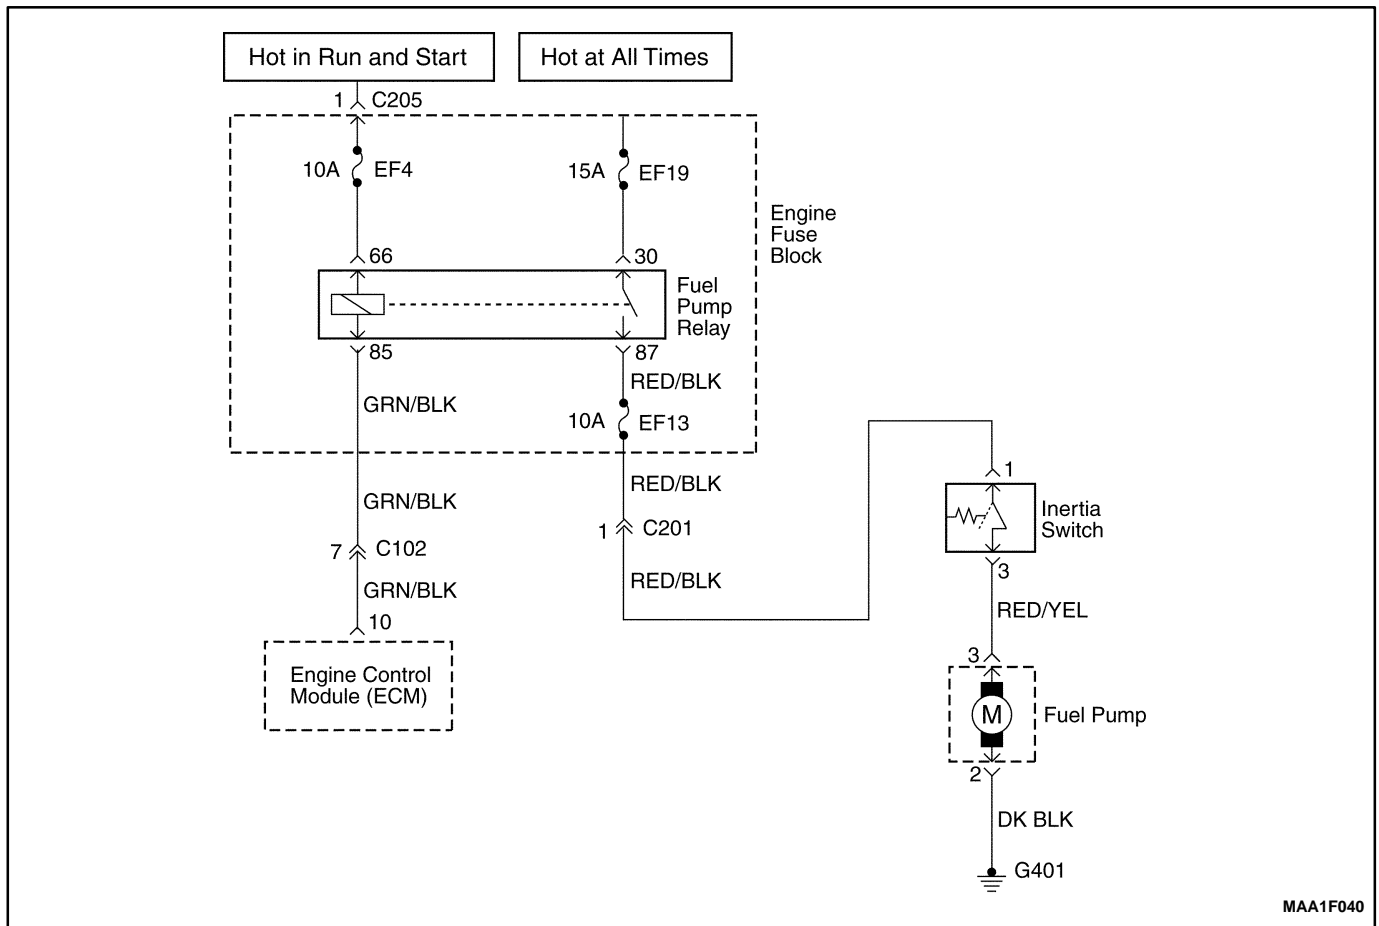 Hot in Run and Start
Hot at All Times
1
C205
10A
EF4
15A
EF19
Engine
Fuse
Block
66
30
Fuel
Pump
Relay
85
87
RED/BLK
GRN/BLK
10A
EF13
1
RED/BLK
GRN/BLK
Inertia
Switch
1
C201
7
C102
3
RED/BLK
GRN/BLK
RED/YEL
10
3
Engine Control
Module (ECM)
M
Fuel Pump
2
DK BLK
G401
MAA1F040